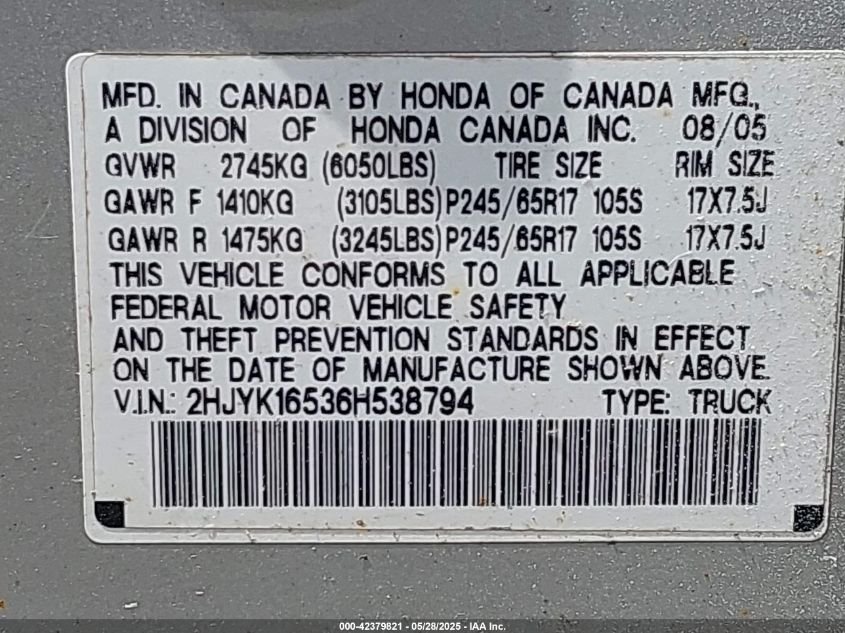 MFD. IN CANADA BY HONDA OF CANADA MFG.,
A DIVISION OF HONDA CANADA INC. 08/05
GVWR 2745KG (6050LBS) TIRE SIZE RIM SIZE
GAWR F 1410KG (3105LBS) P245/65R17 105S 17X7.5J
GAWR R 1475KG (3245LBS) P245/65R17 105S 17X7.5J
THIS VEHICLE CONFORMS TO ALL APPLICABLE
FEDERAL MOTOR VEHICLE SAFETY
AND THEFT PREVENTION STANDARDS IN EFFECT
ON THE DATE OF MANUFACTURE SHOWN ABOVE.
V.I.N.: 2HJYK16536H538794 TYPE: TRUCK
000-42379821 - 05/28/2025 - IAA Inc.